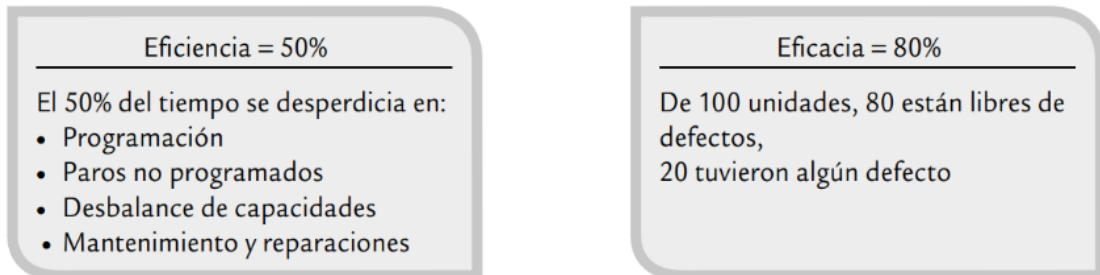 Eficiencia = 50%
El 50% del tiempo se desperdicia en:
• Programación
• Paros no programados
• Desbalance de capacidades
• Mantenimiento y reparaciones
Eficacia = 80%
De 100 unidades, 80 están libres de
defectos,
20 tuvieron algún defecto